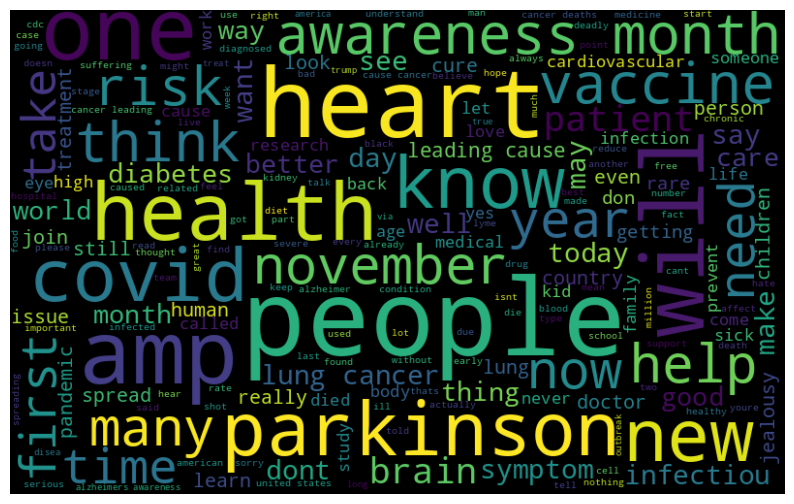 one
awareness month
heart
risk
vaccine
take
think
want
way
see
look
cure
work
cardiovascular
someone
patient
person
say
care
treatment
cause
research
better
day
let
love
leading cause
infection
may
even
rare
life
diabetes
eye
high
world
health
know
year
need
will
back
well
yes
don
getting
join
still
age
medical
today
children
make
covid
november
people
country
kid
family
prevent
come
sick
issue
month
human
called
amp
first
pandemic
spread
really
lung cancer
lung
body
thing
now
help
never
doctor
good
jealousy
died
many
parkinson
new
time
learn
dont
study
brain
symptom
infectiou
cdc
use
right
america
understand
man
cancer deaths
medicine
start
case
going
diagnosed
might
trump
cause cancer
believe
always
deadly
point
doesn
suffering
treat
bad
hope
stage
week
true
much
chronic
cancer leading
live
black
reduce
another
free
number
caused
related
feel
kidney
talk
via
best
made
lyme
fact
hospital
got
part
diet
food
please
read
find
severe
every
already
drug
isnt
cant
hate
thought
team
great
keep
alzheimer
condition
school
million
affect
type
blood
die
mean
support
death
important
infected
used
lot
due
two
last
found
without
early
rate
shot
hear
said
spreading
thats
actually
ill
told
outbreak
healthy
youre
disea
serious
american
sorry
cell
nothing
tell
alzheimers
awareness
united states
long